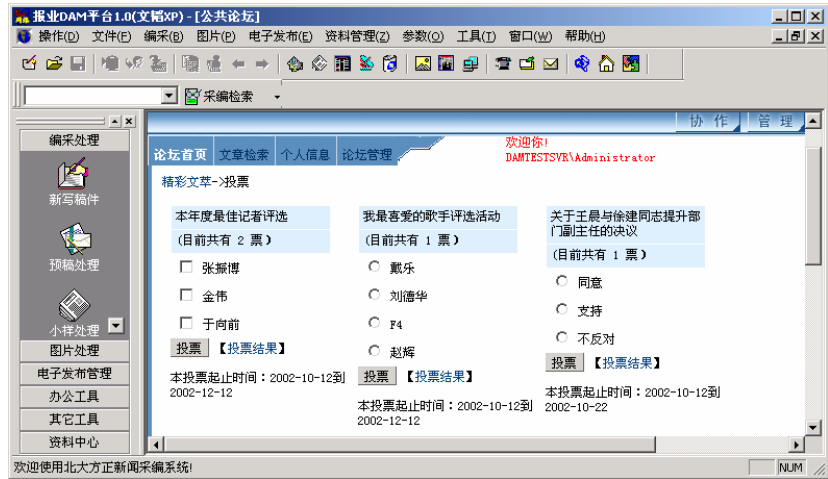 报业DAM平台1.0(文韬XP) - [公共论坛]
操作(D) 文件(F) 编采(B) 图片(P) 电子发布(E) 资料管理(Z) 参数(O) 工具(T) 窗口(W) 帮助(H)
采编检索
协 作 管 理
编采处理
新写稿件
预稿处理
小样处理
图片处理
电子发布管理
办公工具
其它工具
资料中心
论坛首页 文章检索 个人信息 论坛管理
欢迎你!
DAMTESTSVR\Administrator
精彩文萃->投票
本年度最佳记者评选
(目前共有 2 票)
张振博
金伟
于向前
投票 【投票结果】
本投票起止时间：2002-10-12到
2002-12-12
我最喜爱的歌手评选活动
(目前共有 1 票)
戴乐
刘德华
F4
赵辉
投票 【投票结果】
本投票起止时间：2002-10-12到
2002-12-12
关于王晨与徐建同志提升部
门副主任的决议
(目前共有 1 票)
同意
支持
不反对
投票 【投票结果】
本投票起止时间：2002-10-12到
2002-10-22
欢迎使用北大方正新闻采编系统!
NUM